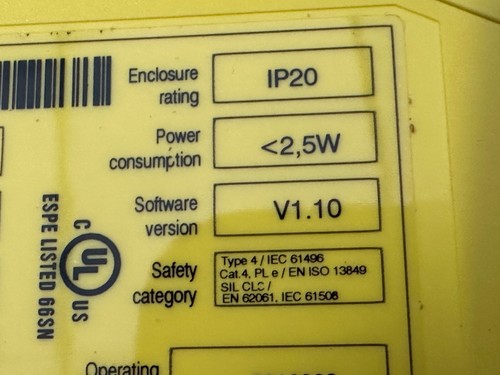 Enclosure rating
IP20
Power consumption
<2,5W
Software version
V1.10
Safety category
Type 4 / IEC 61496
Cat.4, PL e / EN ISO 13849
SIL CL3 /
EN 62061, IEC 61508
C UL US
ESPE LISTED 66SN
Operating